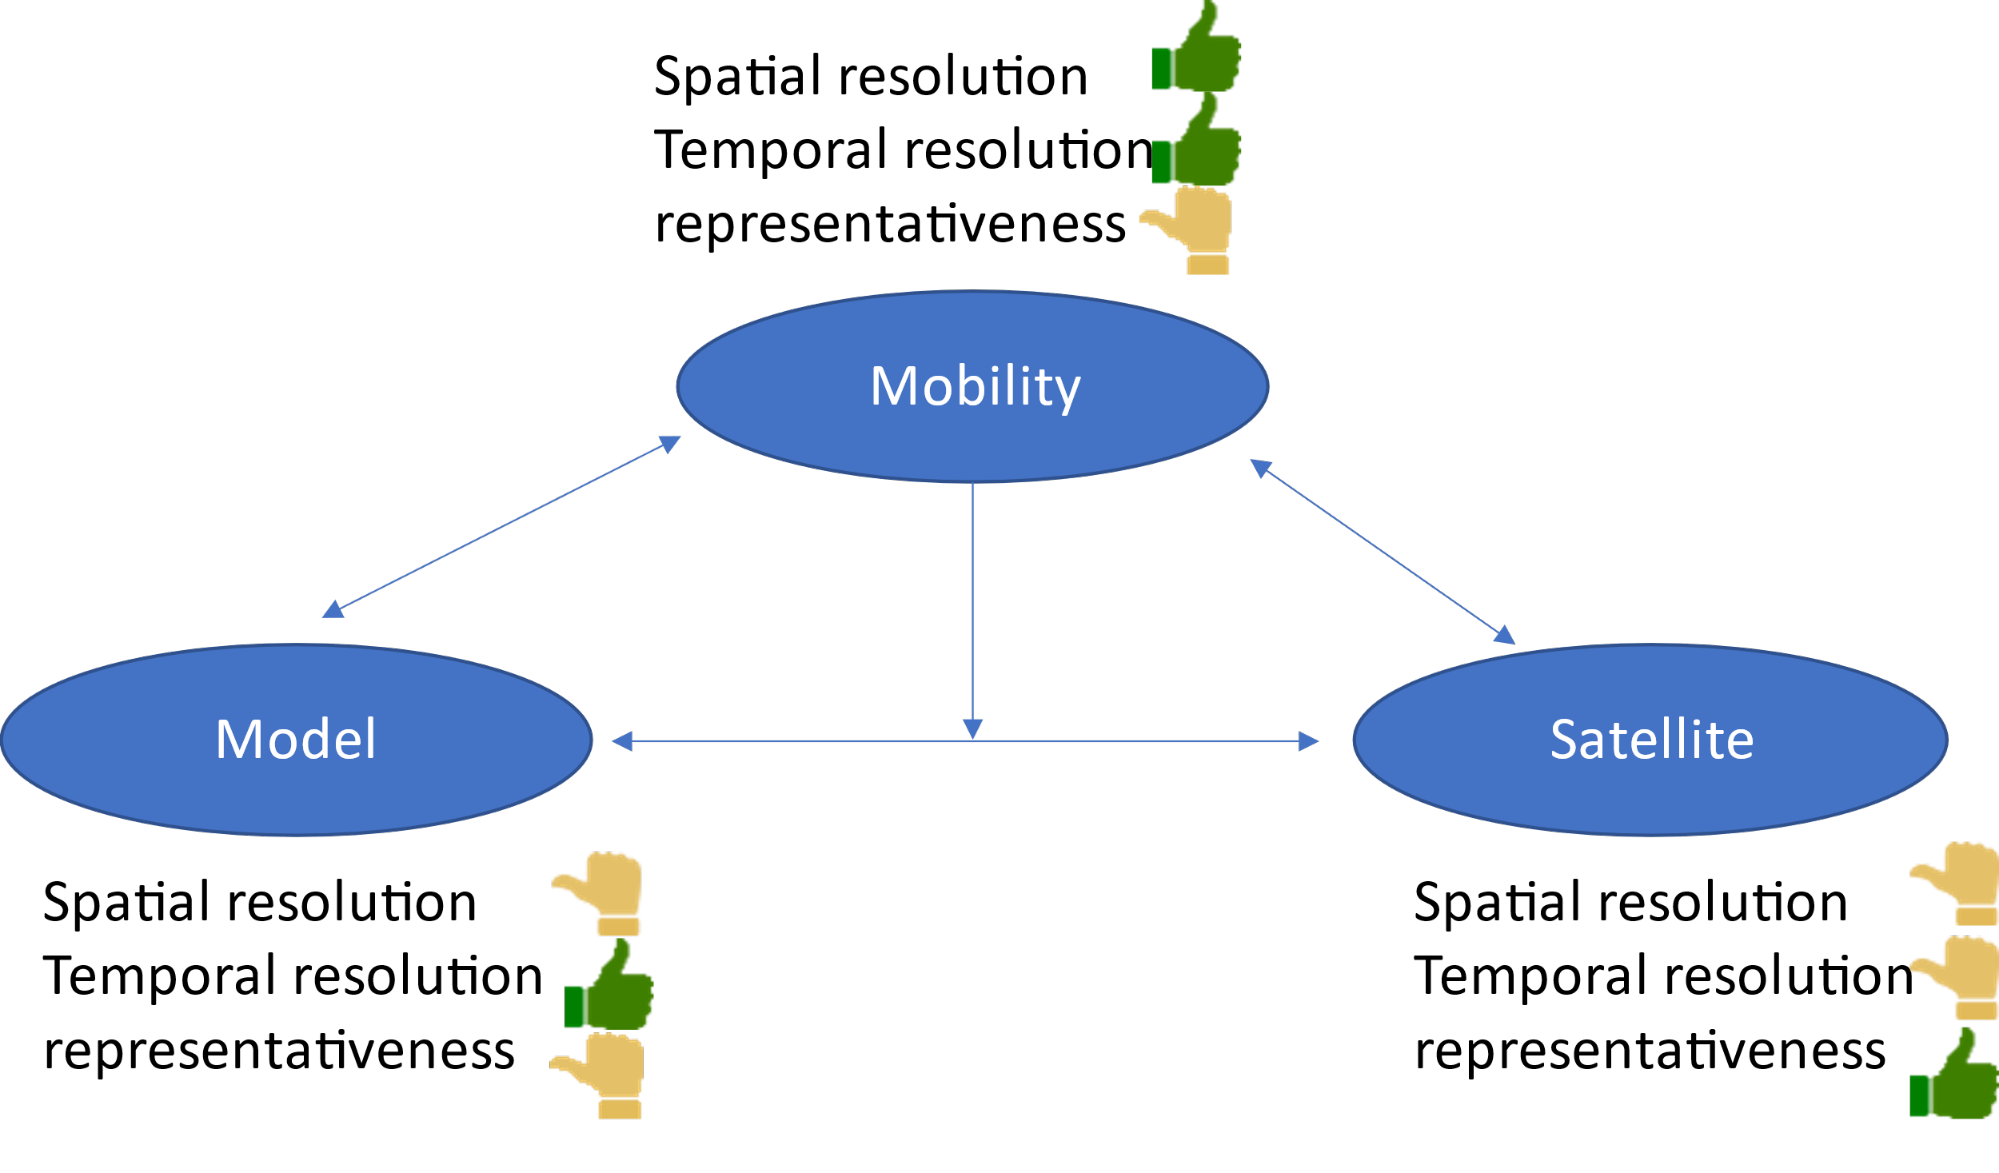 Spatial resolution
Temporal resolution
representativeness
Mobility
Model
Satellite
Spatial resolution
Temporal resolution
representativeness
Spatial resolution
Temporal resolution
representativeness